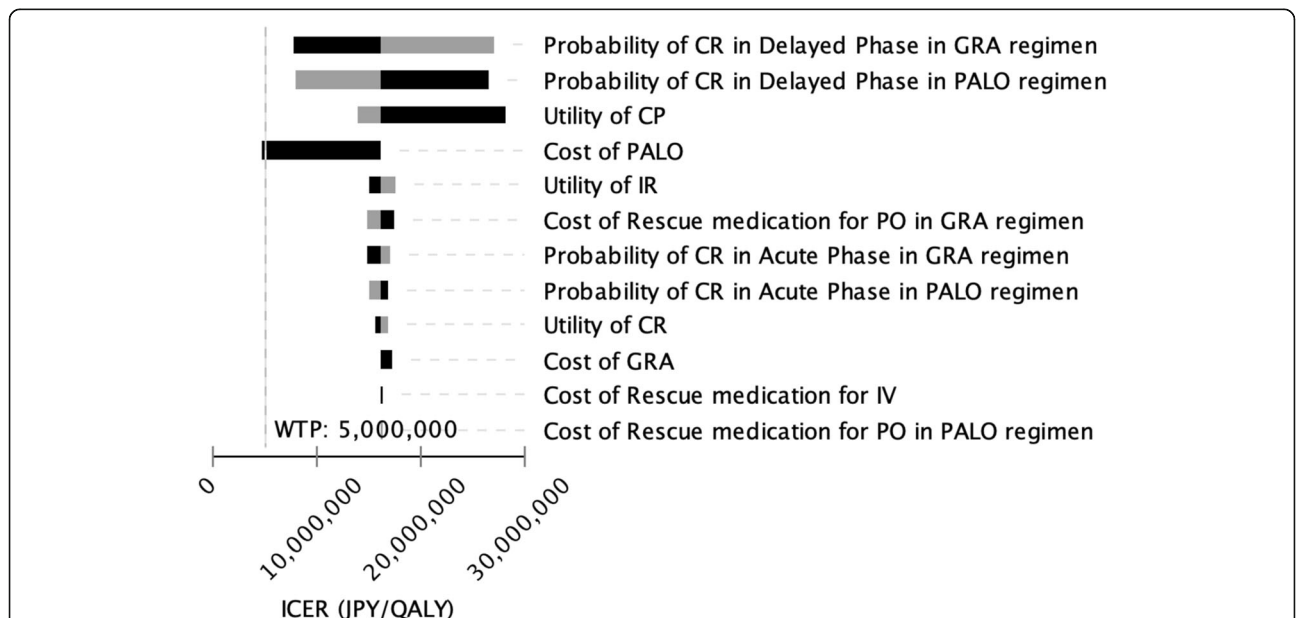 Probability of CR in Delayed Phase in GRA regimen
Probability of CR in Delayed Phase in PALO regimen
Utility of CP
Cost of PALO
Utility of IR
Cost of Rescue medication for PO in GRA regimen
Probability of CR in Acute Phase in GRA regimen
Probability of CR in Acute Phase in PALO regimen
Utility of CR
Cost of GRA
Cost of Rescue medication for IV
WTP: 5,000,000
Cost of Rescue medication for PO in PALO regimen
0
10,000,000
20,000,000
30,000,000
ICER (JPY/QALY)